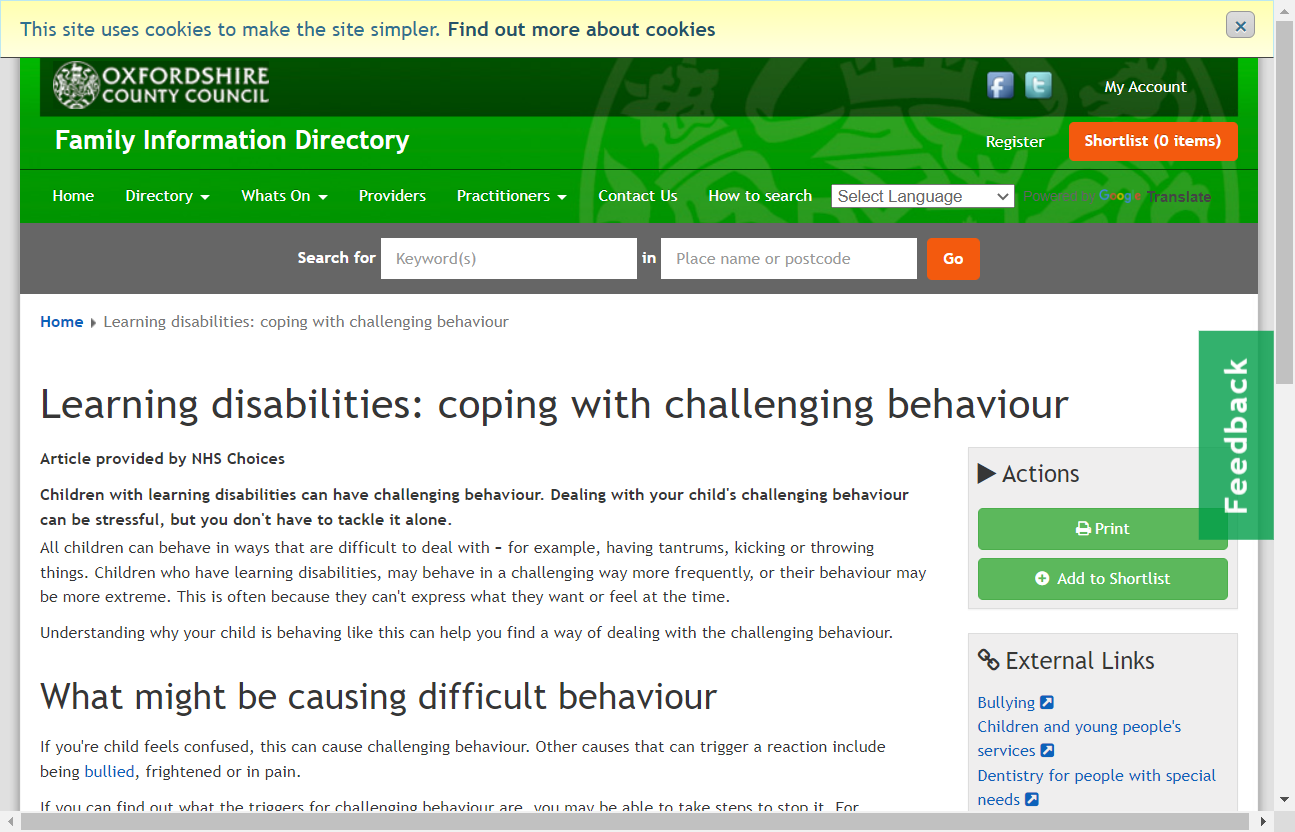 This site uses cookies to make the site simpler. Find out more about cookies
×
OXFORDSHIRE
COUNTY COUNCIL
My Account
Family Information Directory
Register
Shortlist (0 items)
Home
Directory
Whats On
Providers
Practitioners
Contact Us
How to search
Select Language
Powered by Google Translate
Search for
Keyword(s)
in
Place name or postcode
Go
Home
Learning disabilities: coping with challenging behaviour
Feedback
Learning disabilities: coping with challenging behaviour
Article provided by NHS Choices
Children with learning disabilities can have challenging behaviour. Dealing with your child's challenging behaviour
can be stressful, but you don't have to tackle it alone.
All children can behave in ways that are difficult to deal with – for example, having tantrums, kicking or throwing
things. Children who have learning disabilities, may behave in a challenging way more frequently, or their behaviour may
be more extreme. This is often because they can't express what they want or feel at the time.
Understanding why your child is behaving like this can help you find a way of dealing with the challenging behaviour.
What might be causing difficult behaviour
If you're child feels confused, this can cause challenging behaviour. Other causes that can trigger a reaction include
being bullied, frightened or in pain.
If you can find out what the triggers for challenging behaviour are, you may be able to take steps to stop it. For
Actions
Print
Add to Shortlist
External Links
Bullying
Children and young people's
services
Dentistry for people with special
needs